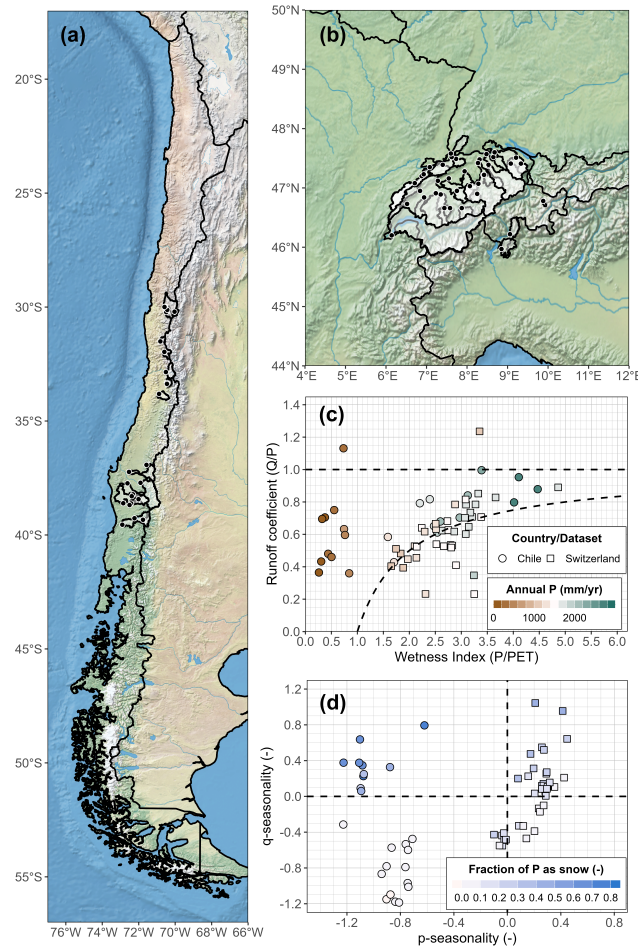 (a)
20°S
25°S
30°S
35°S
40°S
45°S
50°S
55°S
76°W 74°W 72°W 70°W 68°W 66°W
(b)
50°N
49°N
48°N
47°N
46°N
45°N
44°N
4°E 5°E 6°E 7°E 8°E 9°E 10°E 11°E 12°E
(c)
Runoff coefficient (Q/P)
1.4
1.2
1.0
0.8
0.6
0.4
0.2
0.0
0.0 0.5 1.0 1.5 2.0 2.5 3.0 3.5 4.0 4.5 5.0 5.5 6.0
Wetness Index (P/PET)
Country/Dataset
Chile Switzerland
Annual P (mm/yr)
0 1000 2000
(d)
q-seasonality (-)
1.2
0.8
0.4
0.0
-0.4
-0.8
-1.2
-1.2 -0.8 -0.4 0.0 0.4 0.8
p-seasonality (-)
Fraction of P as snow (-)
0.0 0.1 0.2 0.3 0.4 0.5 0.6 0.7 0.8